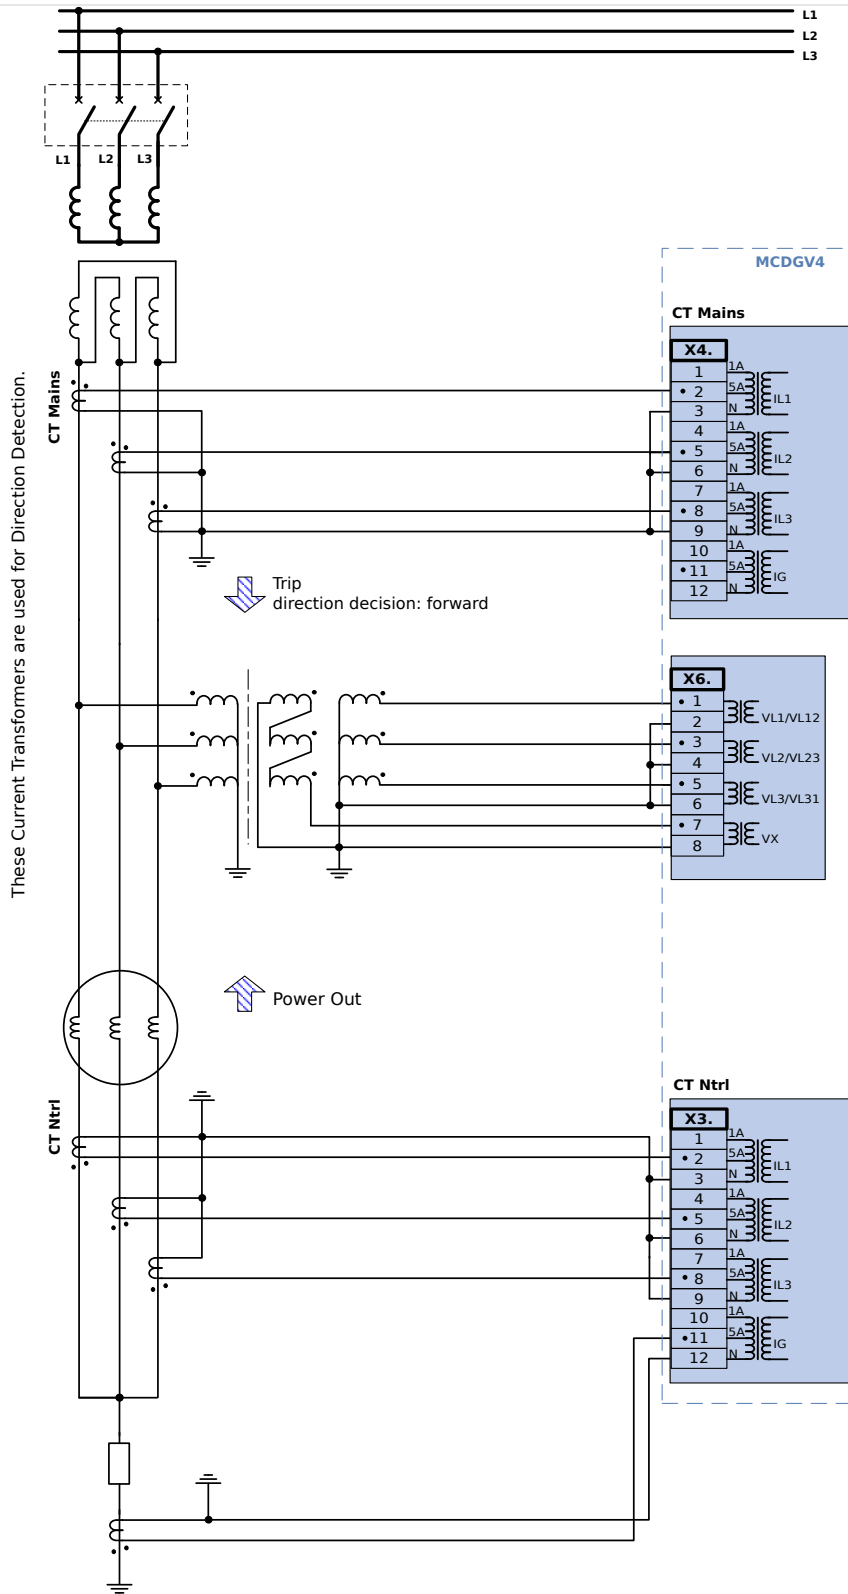 L1
L2
L3
L1
L2
L3
MCDGV4
These Current Transformers are used for Direction Detection.
CT Mains
CT Mains
X4.
1
1A
2
5A
IL1
3
N
4
1A
5
5A
IL2
6
N
7
1A
8
5A
IL3
9
N
10
1A
11
5A
IG
12
N
Trip
direction decision: forward
X6.
1
VL1/VL12
2
3
VL2/VL23
4
5
VL3/VL31
6
7
VX
8
Power Out
CT Ntrl
CT Ntrl
X3.
1
1A
2
5A
IL1
3
N
4
1A
5
5A
IL2
6
N
7
1A
8
5A
IL3
9
N
10
1A
11
5A
IG
12
N